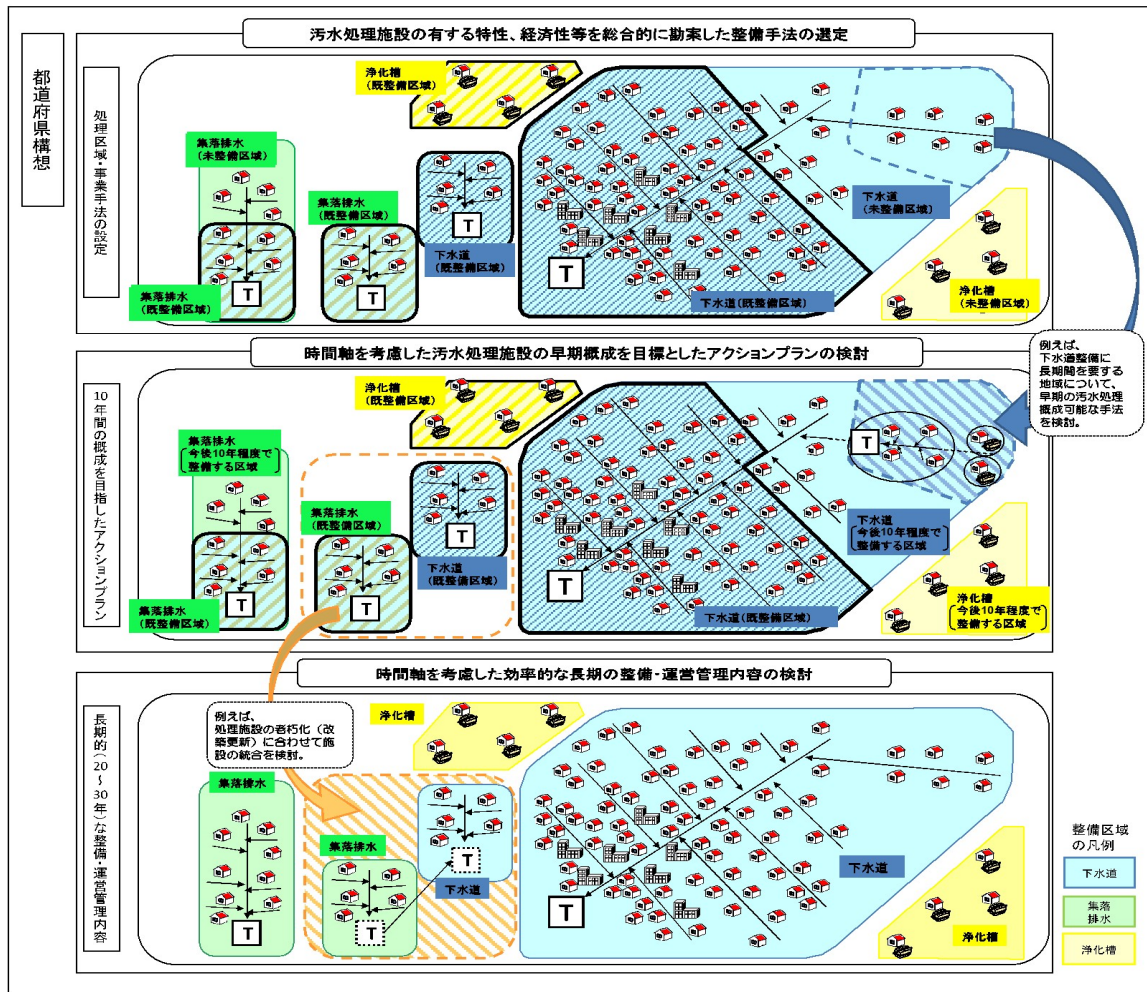 都道府県構想
汚水処理施設の有する特性、経済性等を総合的に勘案した整備手法の選定
処理区域・事業手法の設定
浄化槽
(既整備区域)
集落排水
(未整備区域)
集落排水
(既整備区域)
下水道
(未整備区域)
T
T
T
下水道
(既整備区域)
T
集落排水
(既整備区域)
下水道(既整備区域)
浄化槽
(未整備区域)
例えば、
下水道整備に
長期間を要する
地域について、
早期の汚水処理
概成可能な手法
を検討。
時間軸を考慮した汚水処理施設の早期概成を目標としたアクションプランの検討
10年間の概成を目指したアクションプラン
浄化槽
(既整備区域)
集落排水
今後10年程度で
整備する区域
T
集落排水
(既整備区域)
下水道
今後10年程度で
整備する区域
T
下水道
(既整備区域)
T
T
T
集落排水
(既整備区域)
下水道(既整備区域)
浄化槽
今後10年程度で
整備する区域
時間軸を考慮した効率的な長期の整備・運営管理内容の検討
長期的(20~30年)な整備・運営管理内容
例えば、
処理施設の老朽化(改
築更新)に合わせて施
設の統合を検討。
浄化槽
集落排水
集落排水
T
下水道
下水道
T
T
T
浄化槽
整備区域
の凡例
下水道
集落
排水
浄化槽